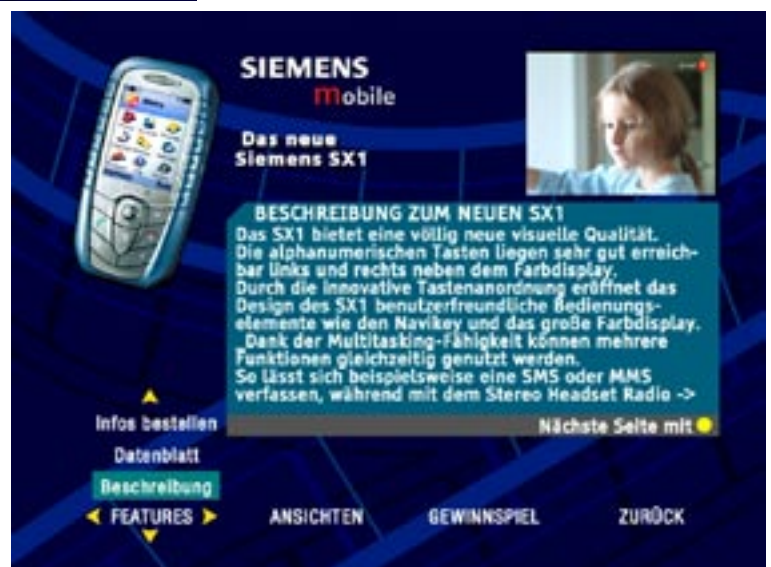 SIEMENS
mobile
Das neue
Siemens SX1
BESCHREIBUNG ZUM NEUEN SX1
Das SX1 bietet eine völlig neue visuelle Qualität.
Die alphanumerischen Tasten liegen sehr gut erreich-
bar links und rechts neben dem Farbdisplay.
Durch die innovative Tastenanordnung eröffnet das
Design des SX1 benutzerfreundliche Bedienungs-
elemente wie den Navikey und das große Farbdisplay.
Dank der Multitasking-Fähigkeit können mehrere
Funktionen gleichzeitig genutzt werden.
So lässt sich beispielsweise eine SMS oder MMS
verfassen, während mit dem Stereo Headset Radio ->
Nächste Seite mit
Infos bestellen
Datenblatt
Beschreibung
FEATURES
ANSICHTEN
GEWINNSPIEL
ZURÜCK